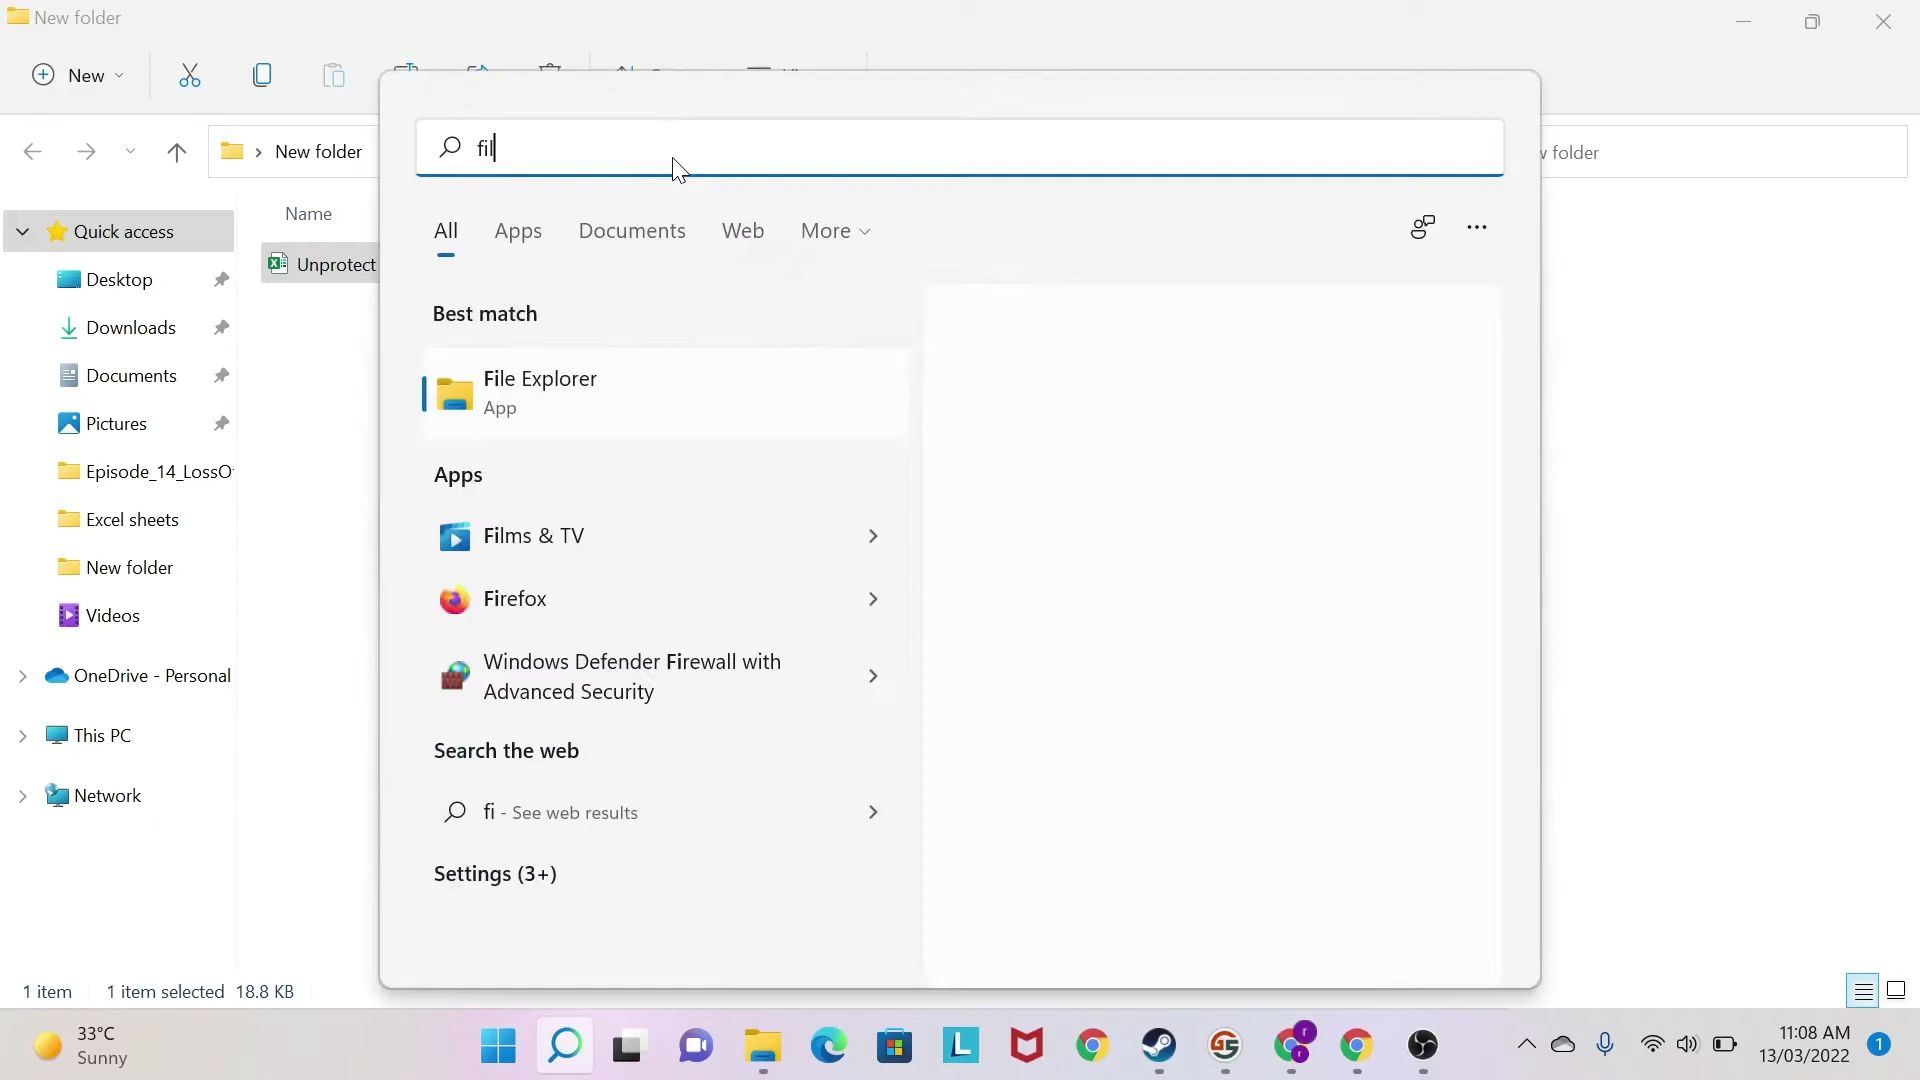 New folder
New
New folder
w folder
fil
All
Apps
Documents
Web
More
Name
Quick access
Desktop
Downloads
Documents
Pictures
Episode_14_LossO
Excel sheets
New folder
Videos
OneDrive - Personal
This PC
Network
Unprotect
Best match
File Explorer
App
Apps
Films & TV
Firefox
Windows Defender Firewall with
Advanced Security
Search the web
fi - See web results
Settings (3+)
1 item
1 item selected 18.8 KB
33°C
Sunny
11:08 AM
13/03/2022
1